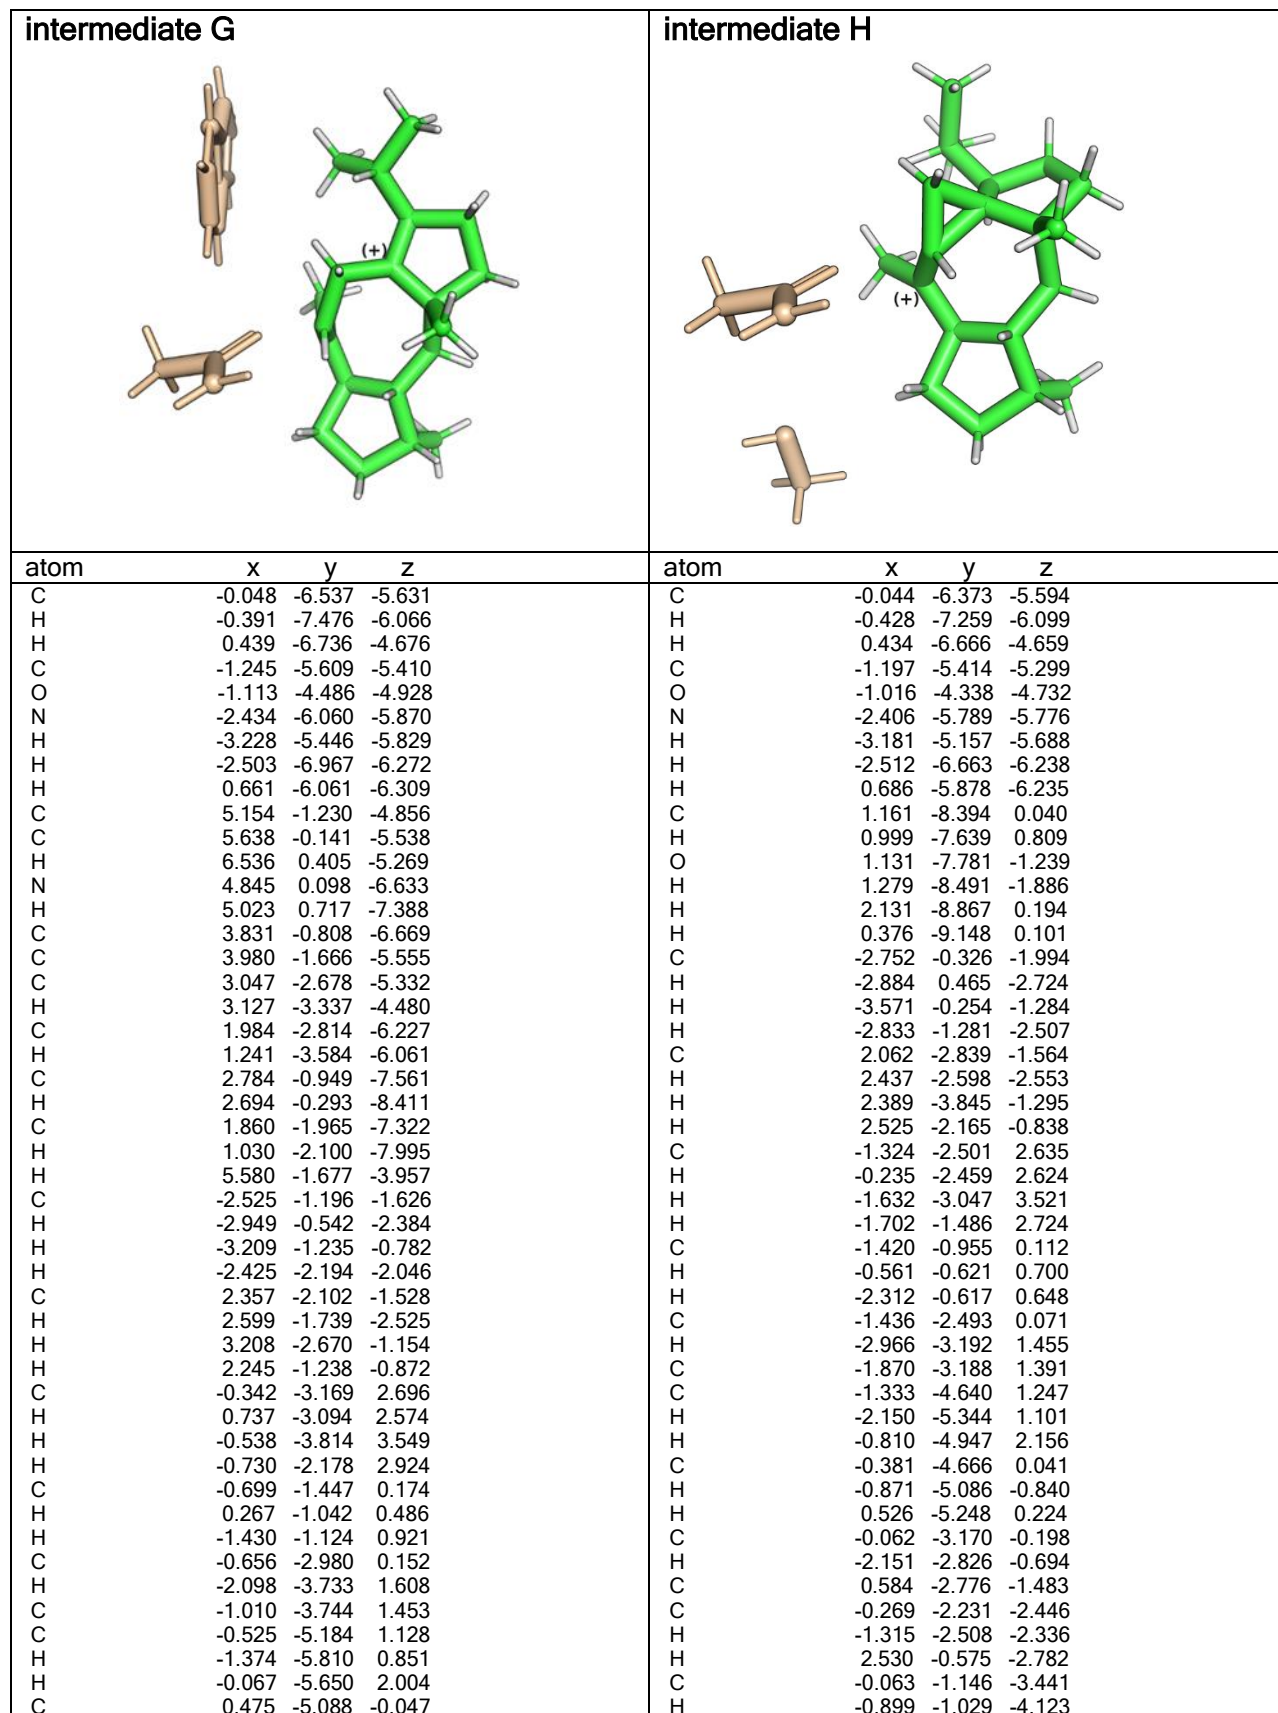 intermediate G
(+)
atom x y z
C -0.048 -6.537 -5.631
H -0.391 -7.476 -6.066
H 0.439 -6.736 -4.676
C -1.245 -5.609 -5.410
O -1.113 -4.486 -4.928
N -2.434 -6.060 -5.870
H -3.228 -5.446 -5.829
H -2.503 -6.967 -6.272
H 0.661 -6.061 -6.309
C 5.154 -1.230 -4.856
C 5.638 -0.141 -5.538
H 6.536 0.405 -5.269
N 4.845 0.098 -6.633
H 5.023 0.717 -7.388
C 3.831 -0.808 -6.669
C 3.980 -1.666 -5.555
C 3.047 -2.678 -5.332
H 3.127 -3.337 -4.480
C 1.984 -2.814 -6.227
H 1.241 -3.584 -6.061
C 2.784 -0.949 -7.561
H 2.694 -0.293 -8.411
C 1.860 -1.965 -7.322
H 1.030 -2.100 -7.995
H 5.580 -1.677 -3.957
C -2.525 -1.196 -1.626
H -2.949 -0.542 -2.384
H -3.209 -1.235 -0.782
H -2.425 -2.194 -2.046
C 2.357 -2.102 -1.528
H 2.599 -1.739 -2.525
H 3.208 -2.670 -1.154
H 2.245 -1.238 -0.872
C -0.342 -3.169 2.696
H 0.737 -3.094 2.574
H -0.538 -3.814 3.549
H -0.730 -2.178 2.924
C -0.699 -1.447 0.174
H 0.267 -1.042 0.486
H -1.430 -1.124 0.921
C -0.656 -2.980 0.152
H -2.098 -3.733 1.608
C -1.010 -3.744 1.453
C -0.525 -5.184 1.128
H -1.374 -5.810 0.851
H -0.067 -5.650 2.004
C 0.475 -5.088 -0.047
intermediate H
(+)
atom x y z
C -0.044 -6.373 -5.594
H -0.428 -7.259 -6.099
H 0.434 -6.666 -4.659
C -1.197 -5.414 -5.299
O -1.016 -4.338 -4.732
N -2.406 -5.789 -5.776
H -3.181 -5.157 -5.688
H -2.512 -6.663 -6.238
H 0.686 -5.878 -6.235
C 1.161 -8.394 0.040
H 0.999 -7.639 0.809
O 1.131 -7.781 -1.239
H 1.279 -8.491 -1.886
H 2.131 -8.867 0.194
H 0.376 -9.148 0.101
C -2.752 -0.326 -1.994
H -2.884 0.465 -2.724
H -3.571 -0.254 -1.284
H -2.833 -1.281 -2.507
C 2.062 -2.839 -1.564
H 2.437 -2.598 -2.553
H 2.389 -3.845 -1.295
H 2.525 -2.165 -0.838
C -1.324 -2.501 2.635
H -0.235 -2.459 2.624
H -1.632 -3.047 3.521
H -1.702 -1.486 2.724
C -1.420 -0.955 0.112
H -0.561 -0.621 0.700
H -2.312 -0.617 0.648
C -1.436 -2.493 0.071
H -2.966 -3.192 1.455
C -1.870 -3.188 1.391
C -1.333 -4.640 1.247
H -2.150 -5.344 1.101
H -0.810 -4.947 2.156
C -0.381 -4.666 0.041
H -0.871 -5.086 -0.840
H 0.526 -5.248 0.224
C -0.062 -3.170 -0.198
H -2.151 -2.826 -0.694
C 0.584 -2.776 -1.483
C -0.269 -2.231 -2.446
H -1.315 -2.508 -2.336
H 2.530 -0.575 -2.782
C -0.063 -1.146 -3.441
H -0.899 -1.029 -4.123